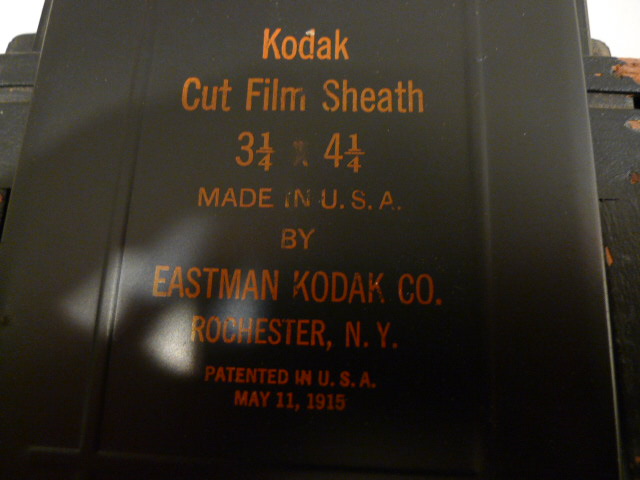 Kodak
Cut Film Sheath
3¼ x 4¼
MADE IN U. S. A.
BY
EASTMAN KODAK CO.
ROCHESTER, N. Y.
PATENTED IN U. S. A.
MAY 11, 1915